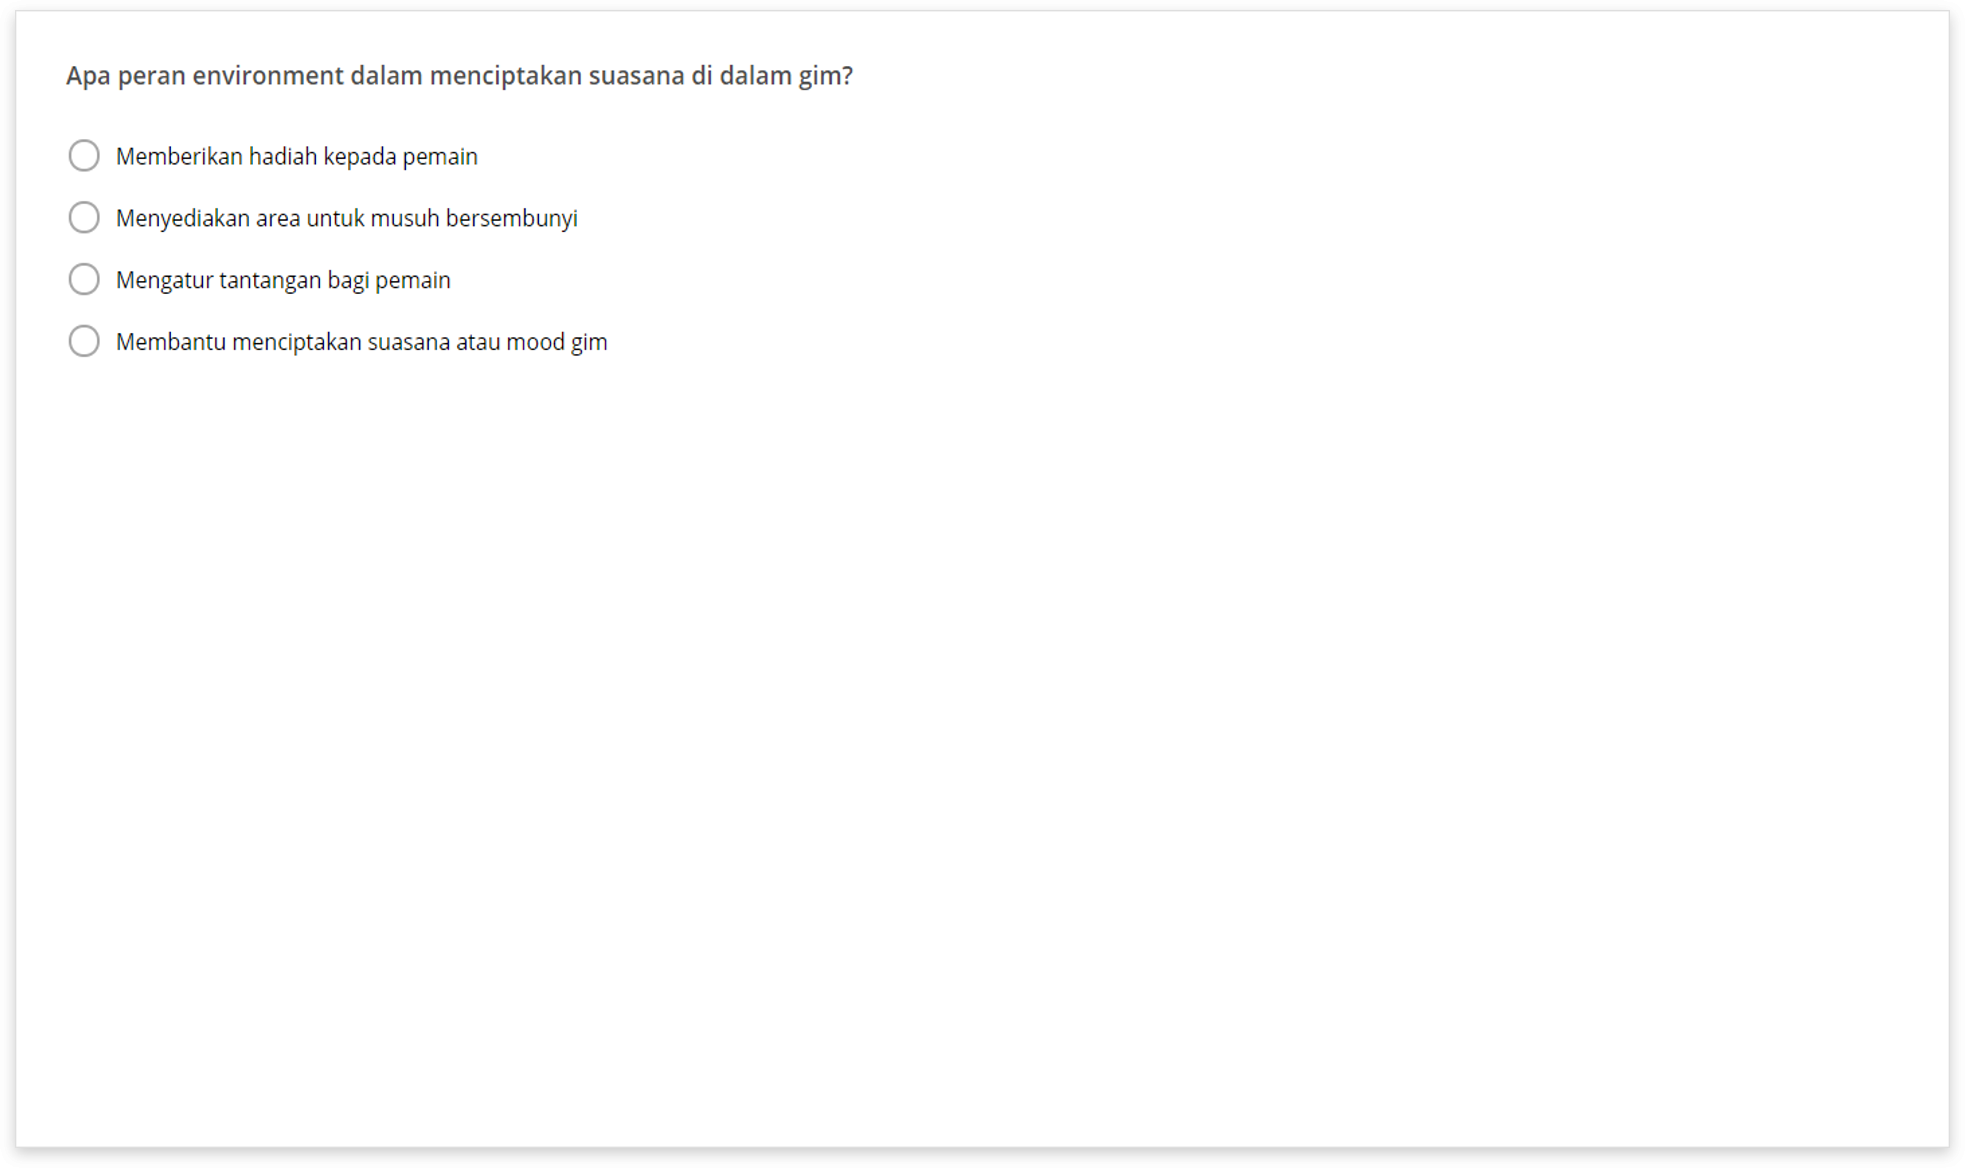 Apa peran environment dalam menciptakan suasana di dalam gim?
Memberikan hadiah kepada pemain
Menyediakan area untuk musuh bersembunyi
Mengatur tantangan bagi pemain
Membantu menciptakan suasana atau mood gim